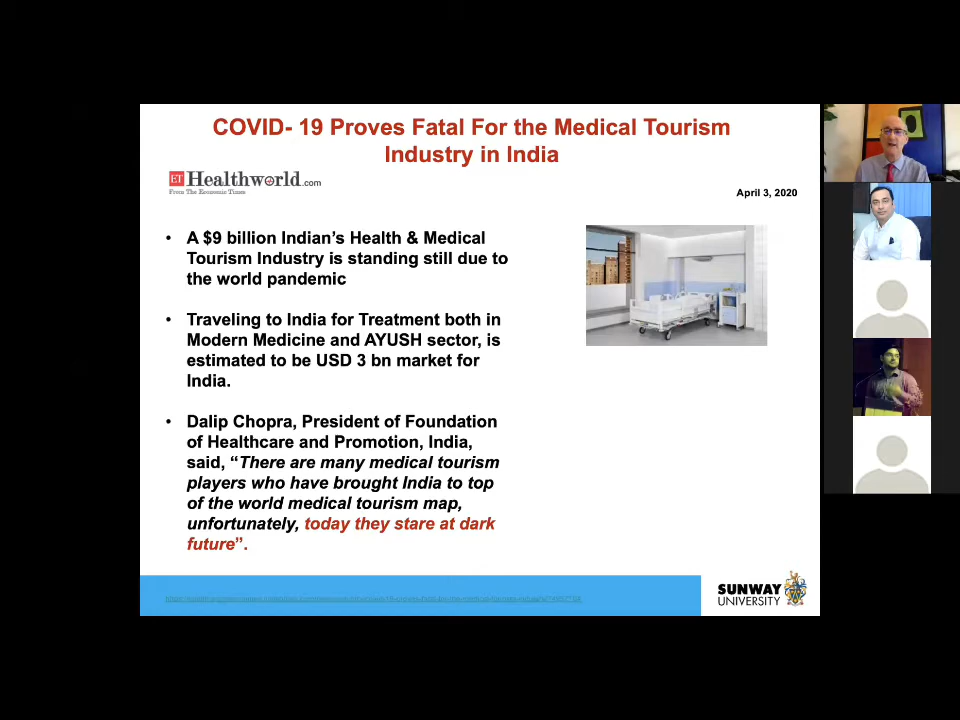 COVID- 19 Proves Fatal For the Medical Tourism
Industry in India
ET Healthworld.com
From The Economic Times
April 3, 2020
• A $9 billion Indian's Health & Medical
Tourism Industry is standing still due to
the world pandemic
• Traveling to India for Treatment both in
Modern Medicine and AYUSH sector, is
estimated to be USD 3 bn market for
India.
• Dalip Chopra, President of Foundation
of Healthcare and Promotion, India,
said, “There are many medical tourism
players who have brought India to top
of the world medical tourism map,
unfortunately, today they stare at dark
future”.
SUNWAY
UNIVERSITY